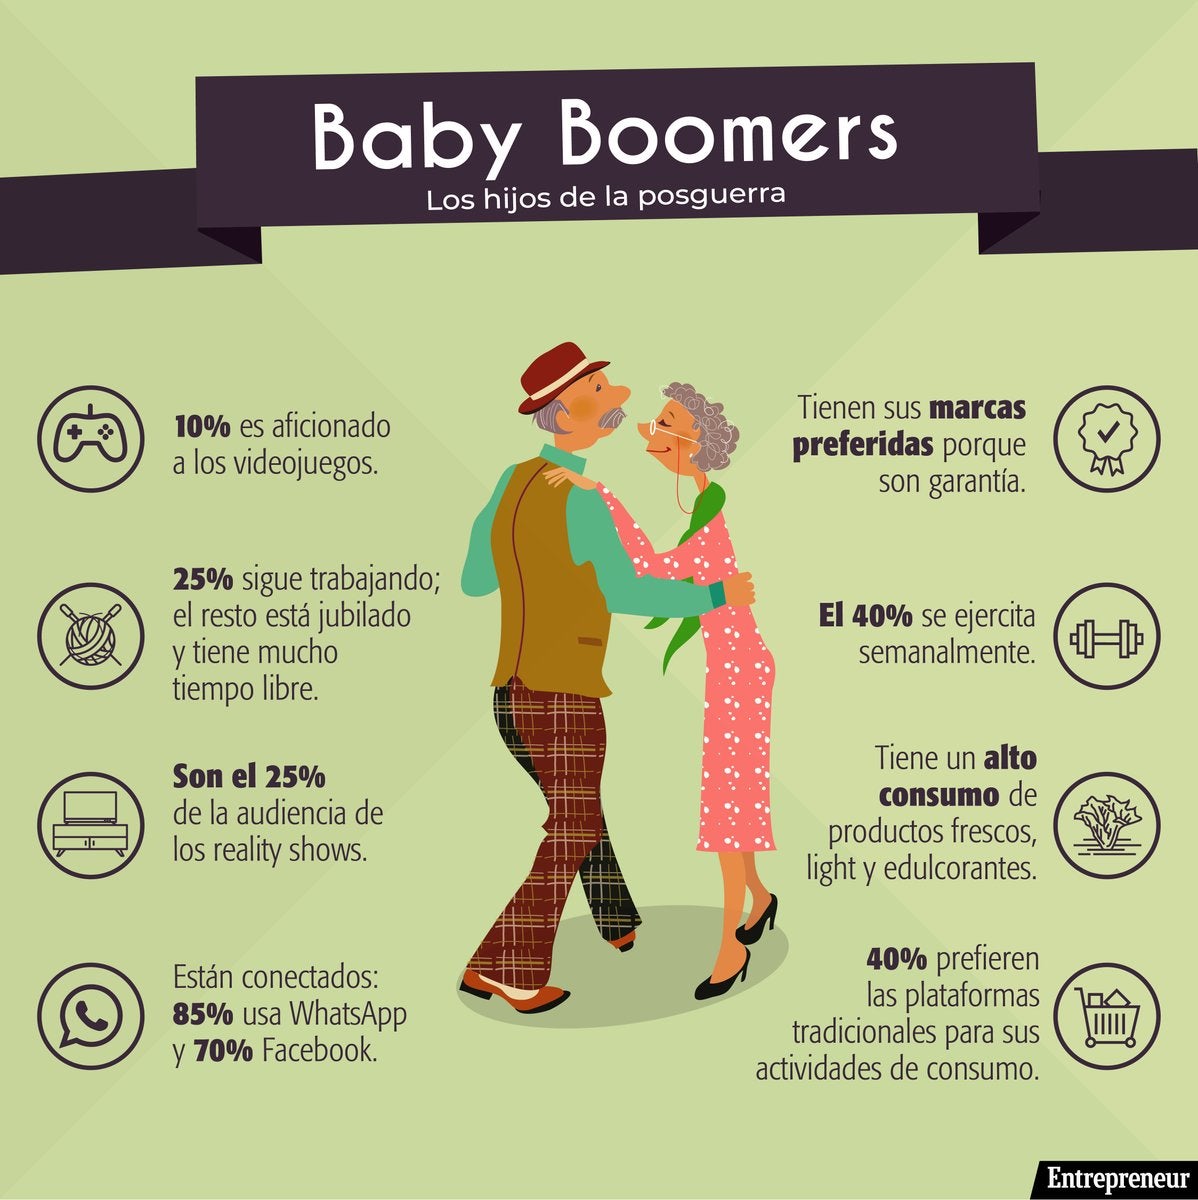 Baby Boomers
Los hijos de la posguerra
10% es aficionado
a los videojuegos.
25% sigue trabajando;
el resto está jubilado
y tiene mucho
tiempo libre.
Son el 25%
de la audiencia de
los reality shows.
Están conectados:
85% usa WhatsApp
y 70% Facebook.
Tienen sus marcas
preferidas porque
son garantía.
El 40% se ejercita
semanalmente.
Tiene un alto
consumo de
productos frescos,
light y edulcorantes.
40% prefieren
las plataformas
tradicionales para sus
actividades de consumo.
Entrepreneur